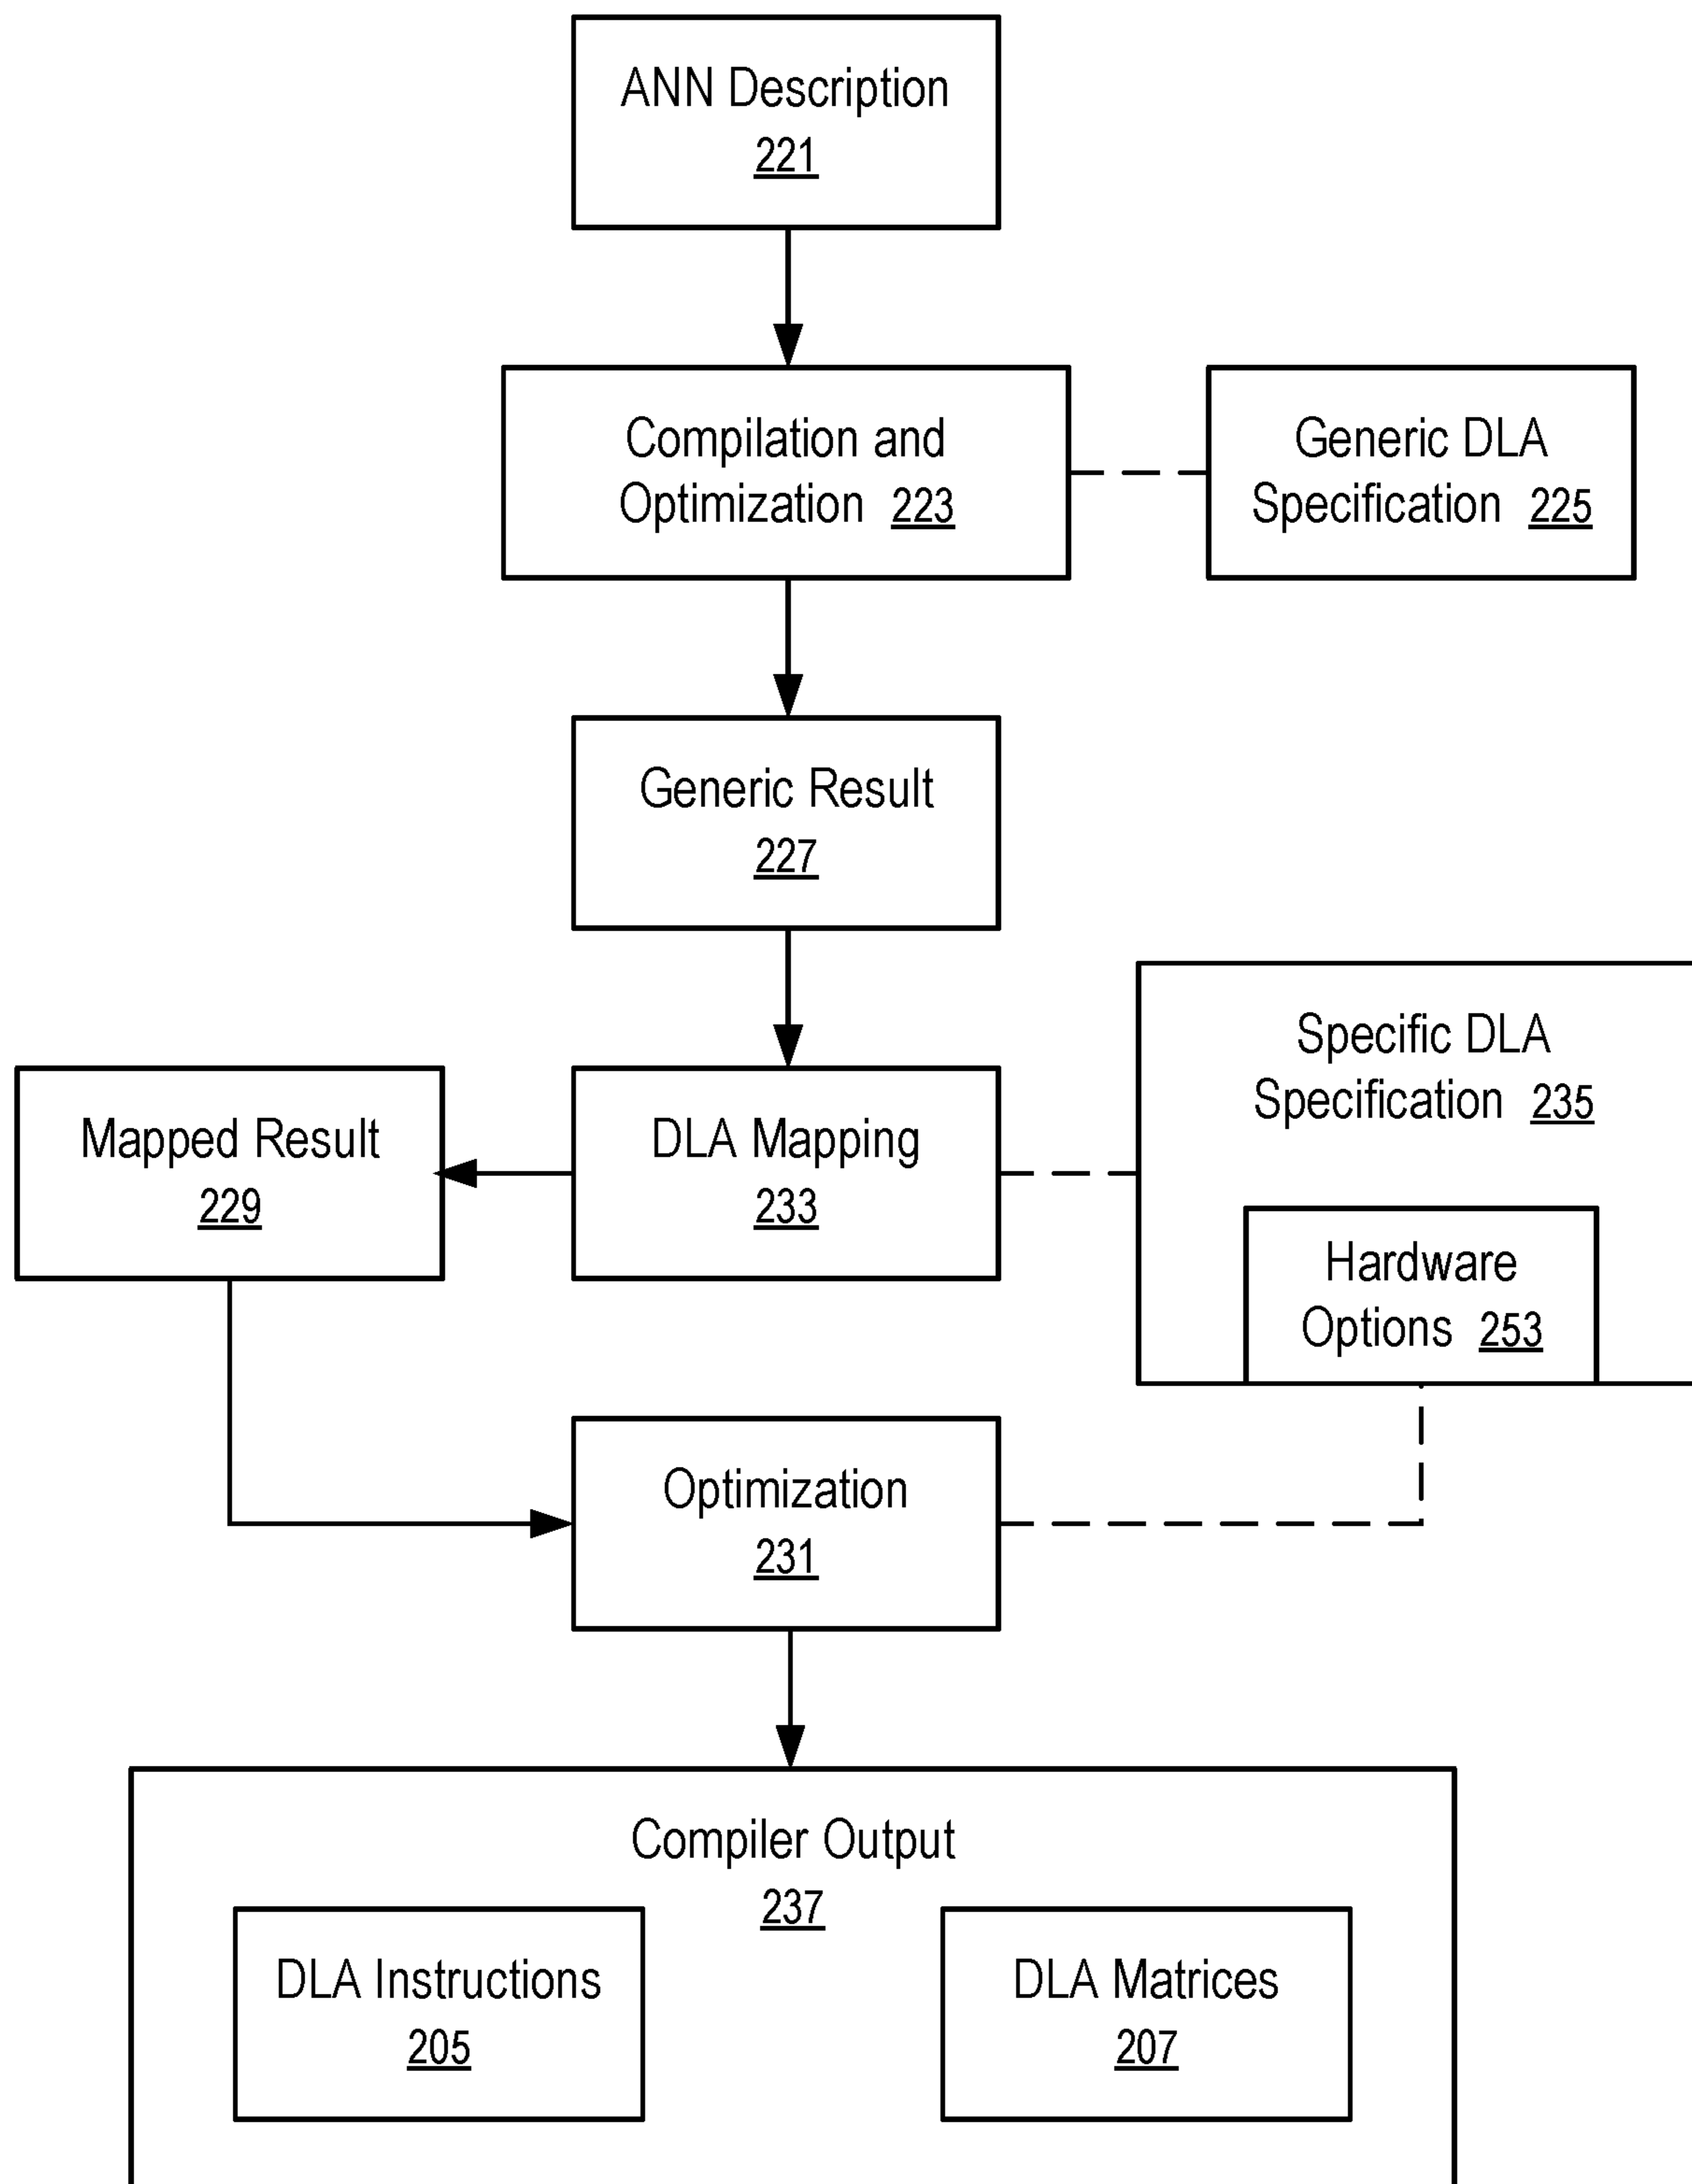 ANN Description
221
Compilation and
Optimization 223
Generic DLA
Specification 225
Generic Result
227
Specific DLA
Specification 235
Mapped Result
229
DLA Mapping
233
Hardware
Options 253
Optimization
231
Compiler Output
237
DLA Instructions
205
DLA Matrices
207